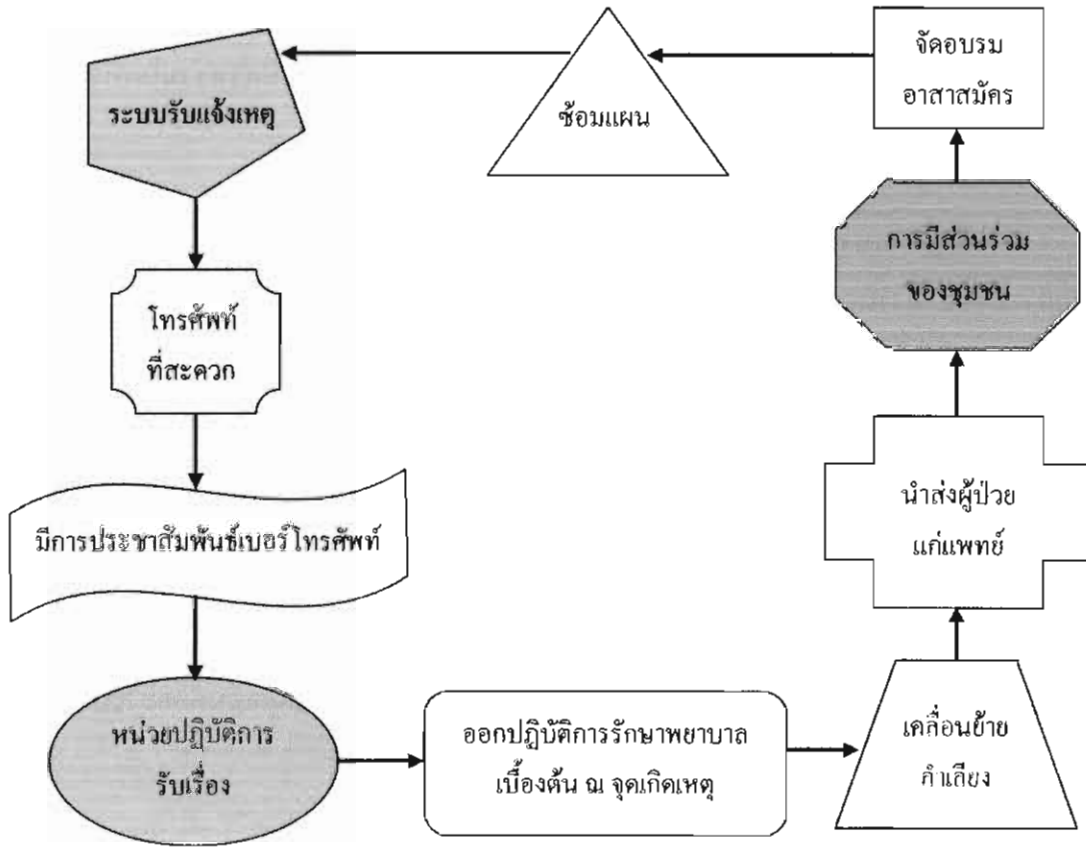 ระบบรับแจ้งเหตุ
โทรศัพท์
ที่สะดวก
มีการประชาสัมพันธ์เบอร์โทรศัพท์
หน่วยปฏิบัติการ
รับเรื่อง
ออกปฏิบัติการรักษาพยาบาล
เบื้องต้น ณ จุดเกิดเหตุ
เคลื่อนย้าย
ลำเลียง
นำส่งผู้ป่วย
แก่แพทย์
การมีส่วนร่วม
ของชุมชน
จัดอบรม
อาสาสมัคร
ซ้อมแผน